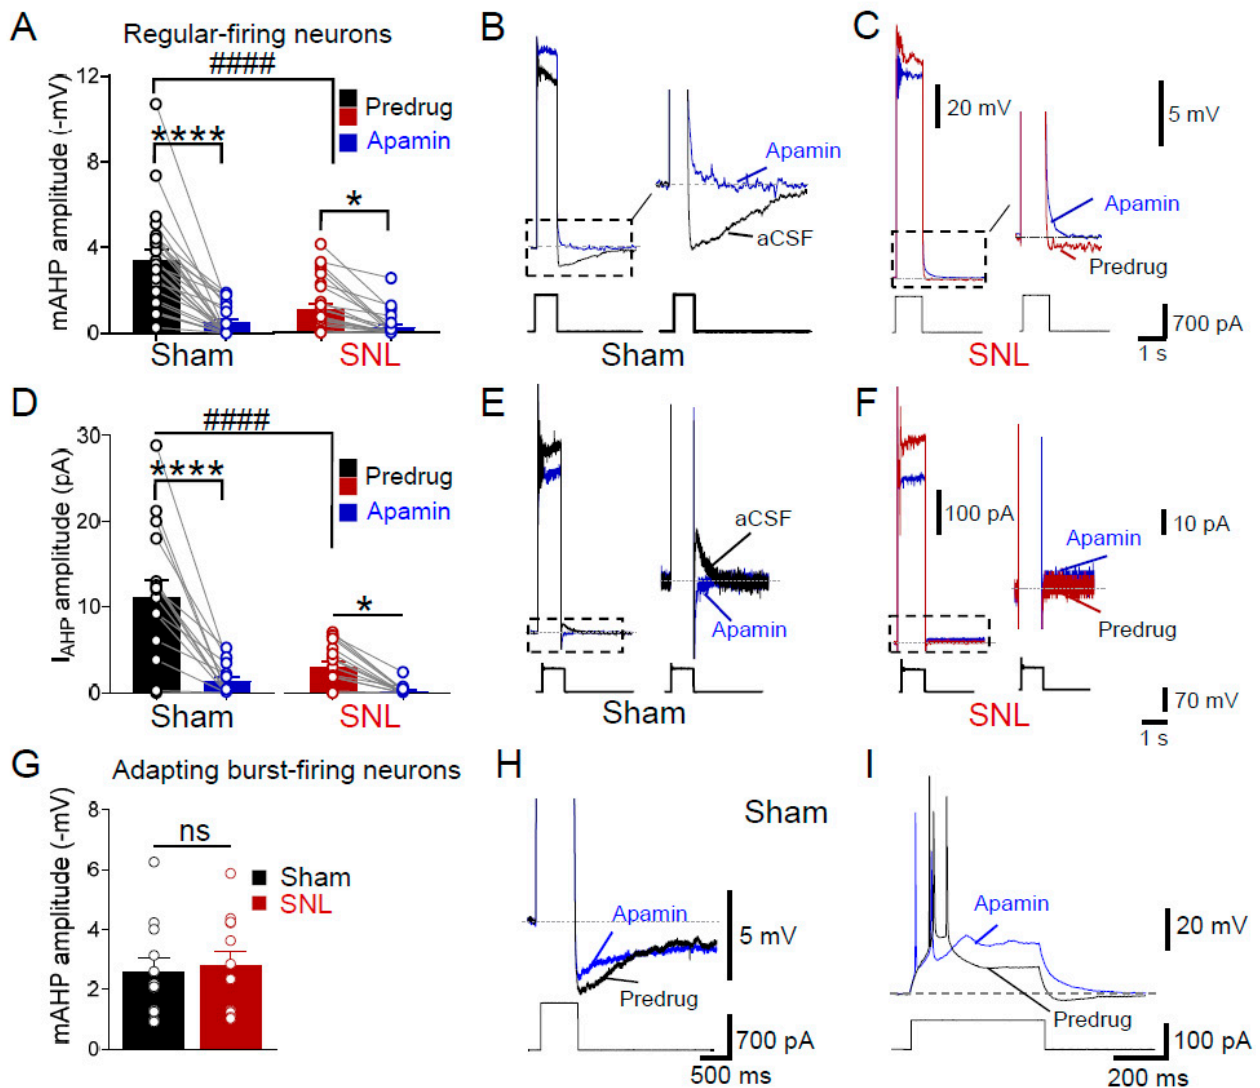 A
Regular-firing neurons
####
12
8
4
0
mAHP amplitude (-mV)
****
*
Predrug
Apamin
Sham
SNL
B
Apamin
aCSF
Sham
C
20 mV
5 mV
Apamin
Predrug
700 pA
1 s
SNL
D
####
30
20
10
0
IAHP amplitude (pA)
****
*
Predrug
Apamin
Sham
SNL
E
aCSF
Apamin
Sham
F
100 pA
10 pA
Apamin
Predrug
70 mV
1 s
SNL
G
Adapting burst-firing neurons
8
6
4
2
0
mAHP amplitude (-mV)
ns
Sham
SNL
H
Sham
Apamin
5 mV
Predrug
700 pA
500 ms
I
Apamin
20 mV
Predrug
100 pA
200 ms